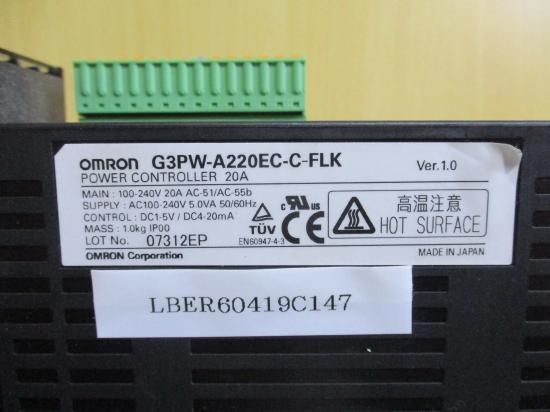 OMRON G3PW-A220EC-C-FLK Ver.1.0
POWER CONTROLLER 20A
MAIN : 100-240V 20A AC-51/AC-55b
SUPPLY : AC100-240V 5.0VA 50/60Hz
CONTROL : DC1-5V / DC4-20mA
MASS : 1.0kg IP00
LOT No. 07312EP
TÜV
EN60947-4-3
c UL US
高温注意
HOT SURFACE
OMRON Corporation
MADE IN JAPAN
LBER60419C147